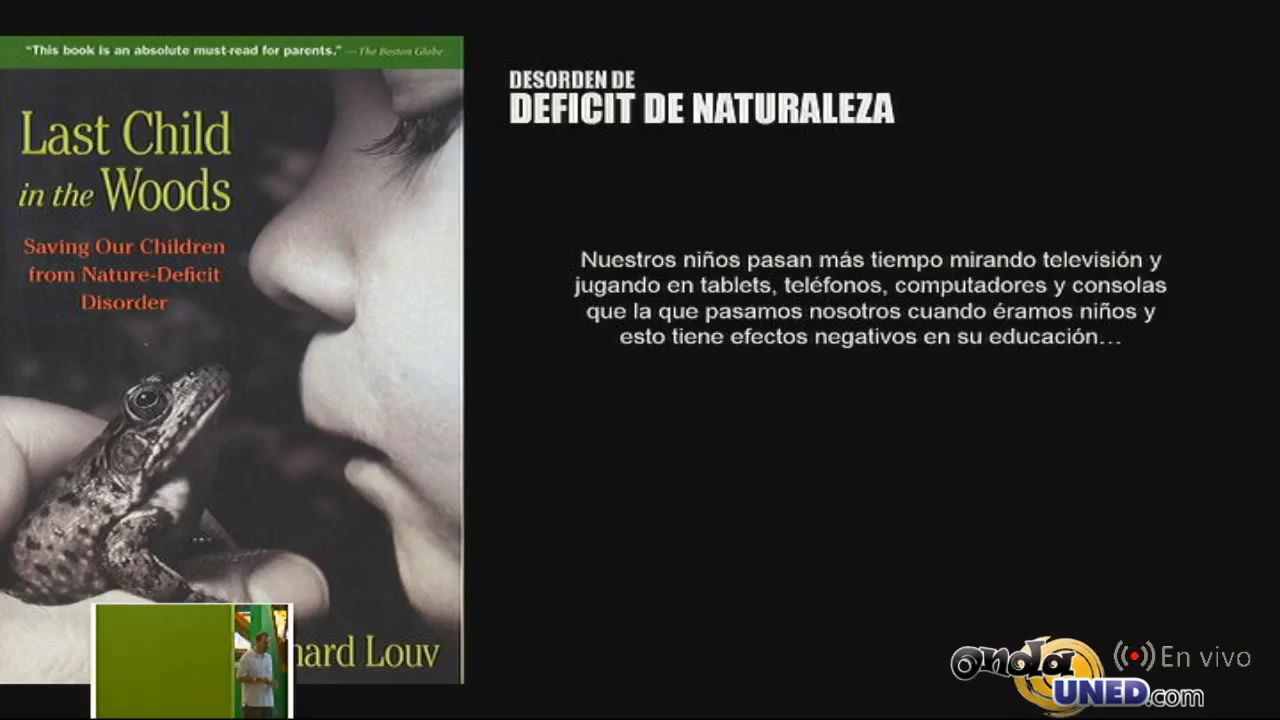 “This book is an absolute must-read for parents.” —The Boston Globe
Last Child
in the Woods
Saving Our Children
from Nature-Deficit
Disorder
hard Louv
DESORDEN DE
DEFICIT DE NATURALEZA
Nuestros niños pasan más tiempo mirando televisión y
jugando en tablets, teléfonos, computadores y consolas
que la que pasamos nosotros cuando éramos niños y
esto tiene efectos negativos en su educación…
onda
UNED.com
En vivo